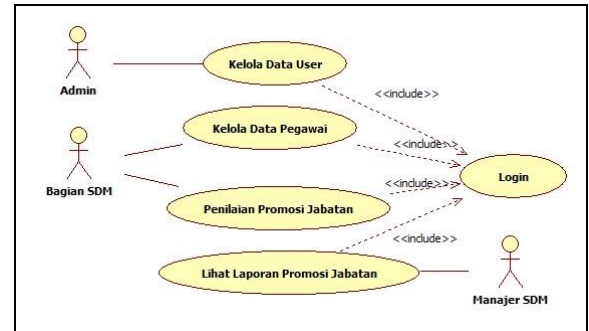 Kelola Data User
Admin
<<include>>
Kelola Data Pegawai
<<include>>
Bagian SDM
Login
<<include>>
Penilaian Promosi Jabatan
<<include>>
Lihat Laporan Promosi Jabatan
Manajer SDM